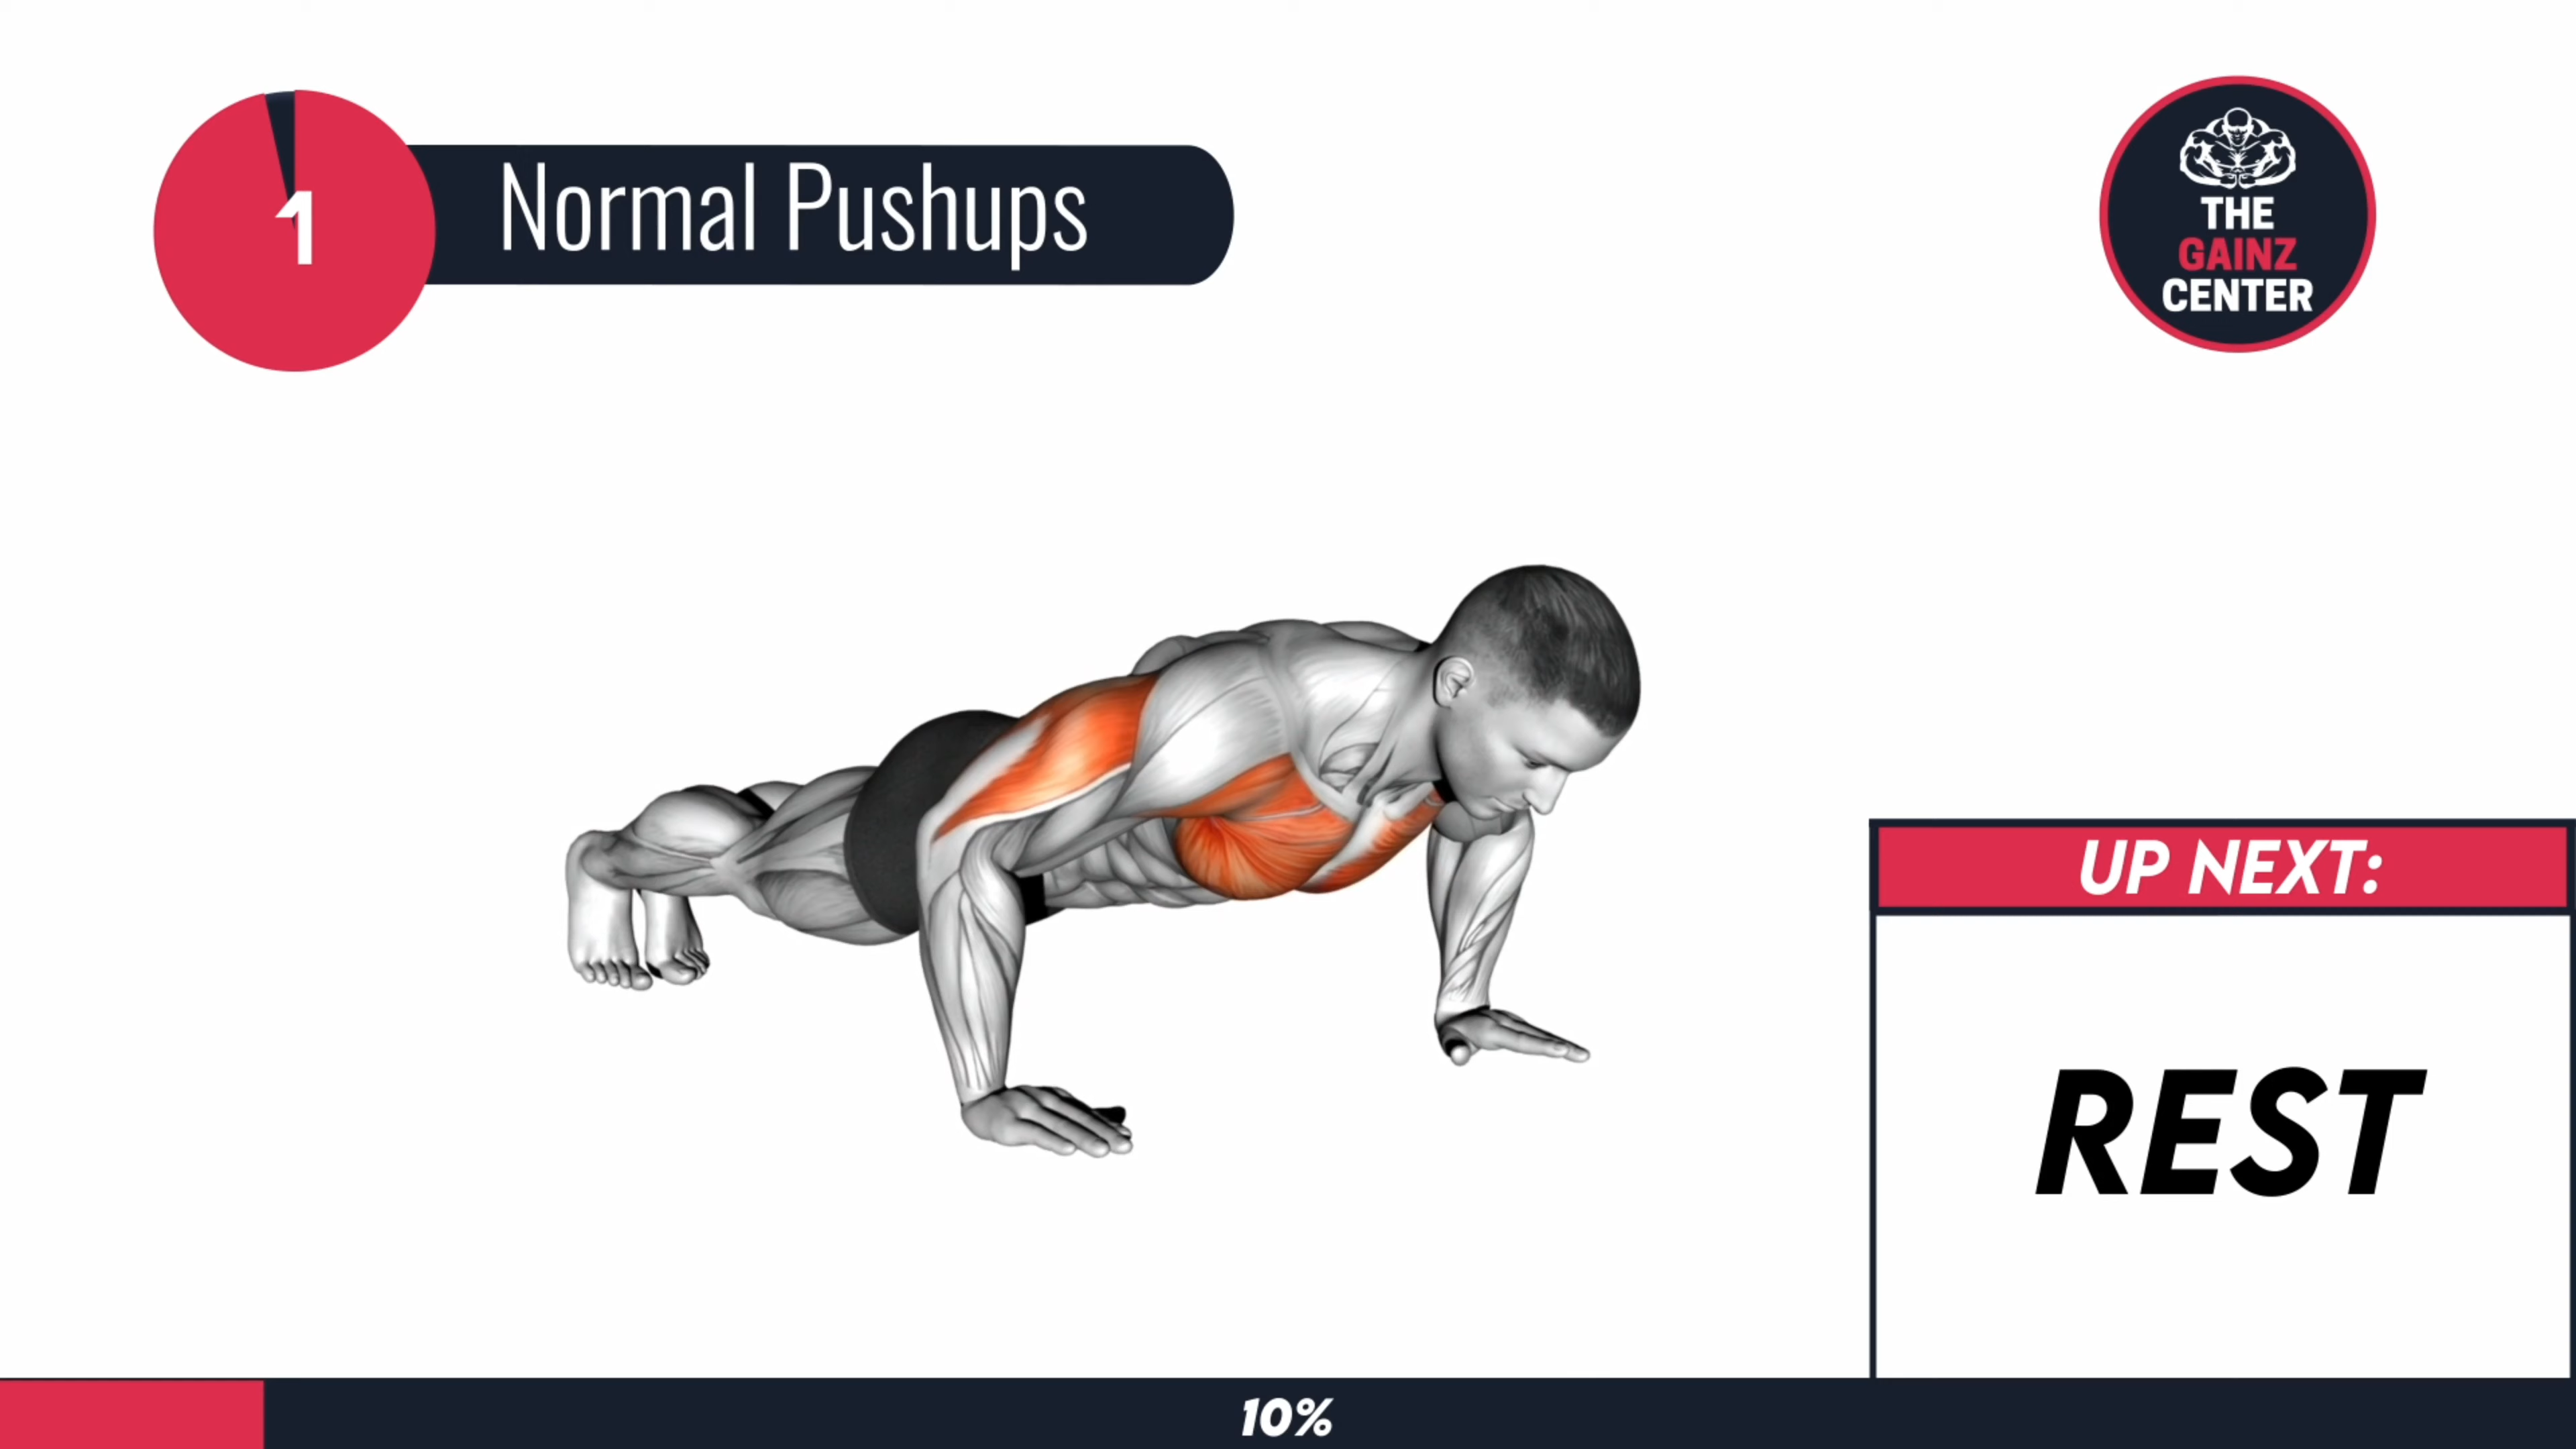 1
Normal Pushups
THE
GAINZ
CENTER
UP NEXT:
REST
10%